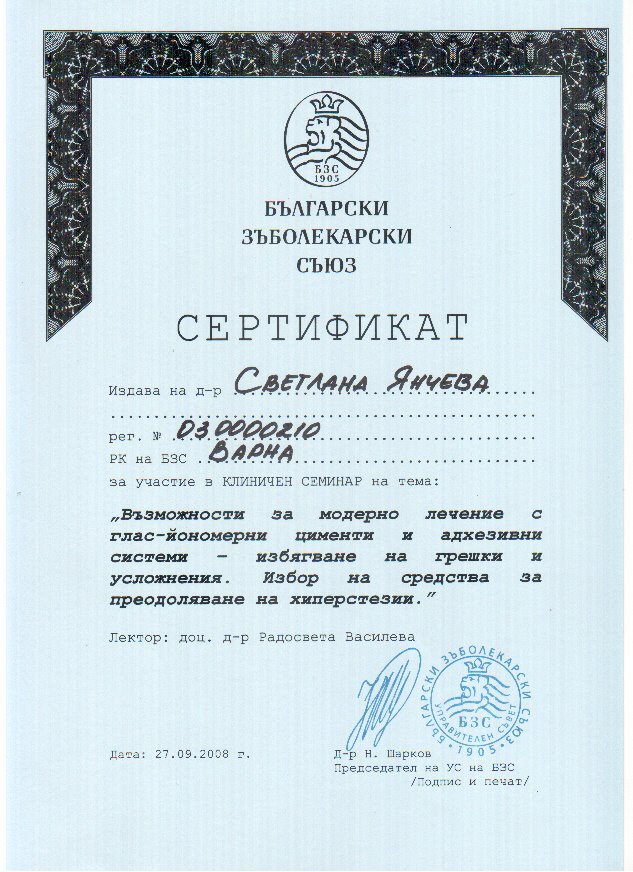 БЗС
1905
БЪЛГАРСКИ
ЗЪБОЛЕКАРСКИ
СЪЮЗ
СЕРТИФИКАТ
Издава на д-р СВЕТЛАНА ЯНЧЕВА
рег. № 030000210
РК на БЗС ВАРНА
за участие в КЛИНИЧЕН СЕМИНАР на тема:
„Възможности за модерно лечение с
глас-йономерни цименти и адхезивни
системи – избягване на грешки и
усложнения. Избор на средства за
преодоляване на хиперстезии.”
Лектор: доц. д-р Радосвета Василева
БЪЛГАРСКИ ЗЪБОЛЕКАРСКИ СЪЮЗ
УПРАВИТЕЛЕН СЪВЕТ
БЗС
• 1905 •
Дата: 27.09.2008 г.
Д-р Н. Шарков
Председател на УС на БЗС
/Подпис и печат/